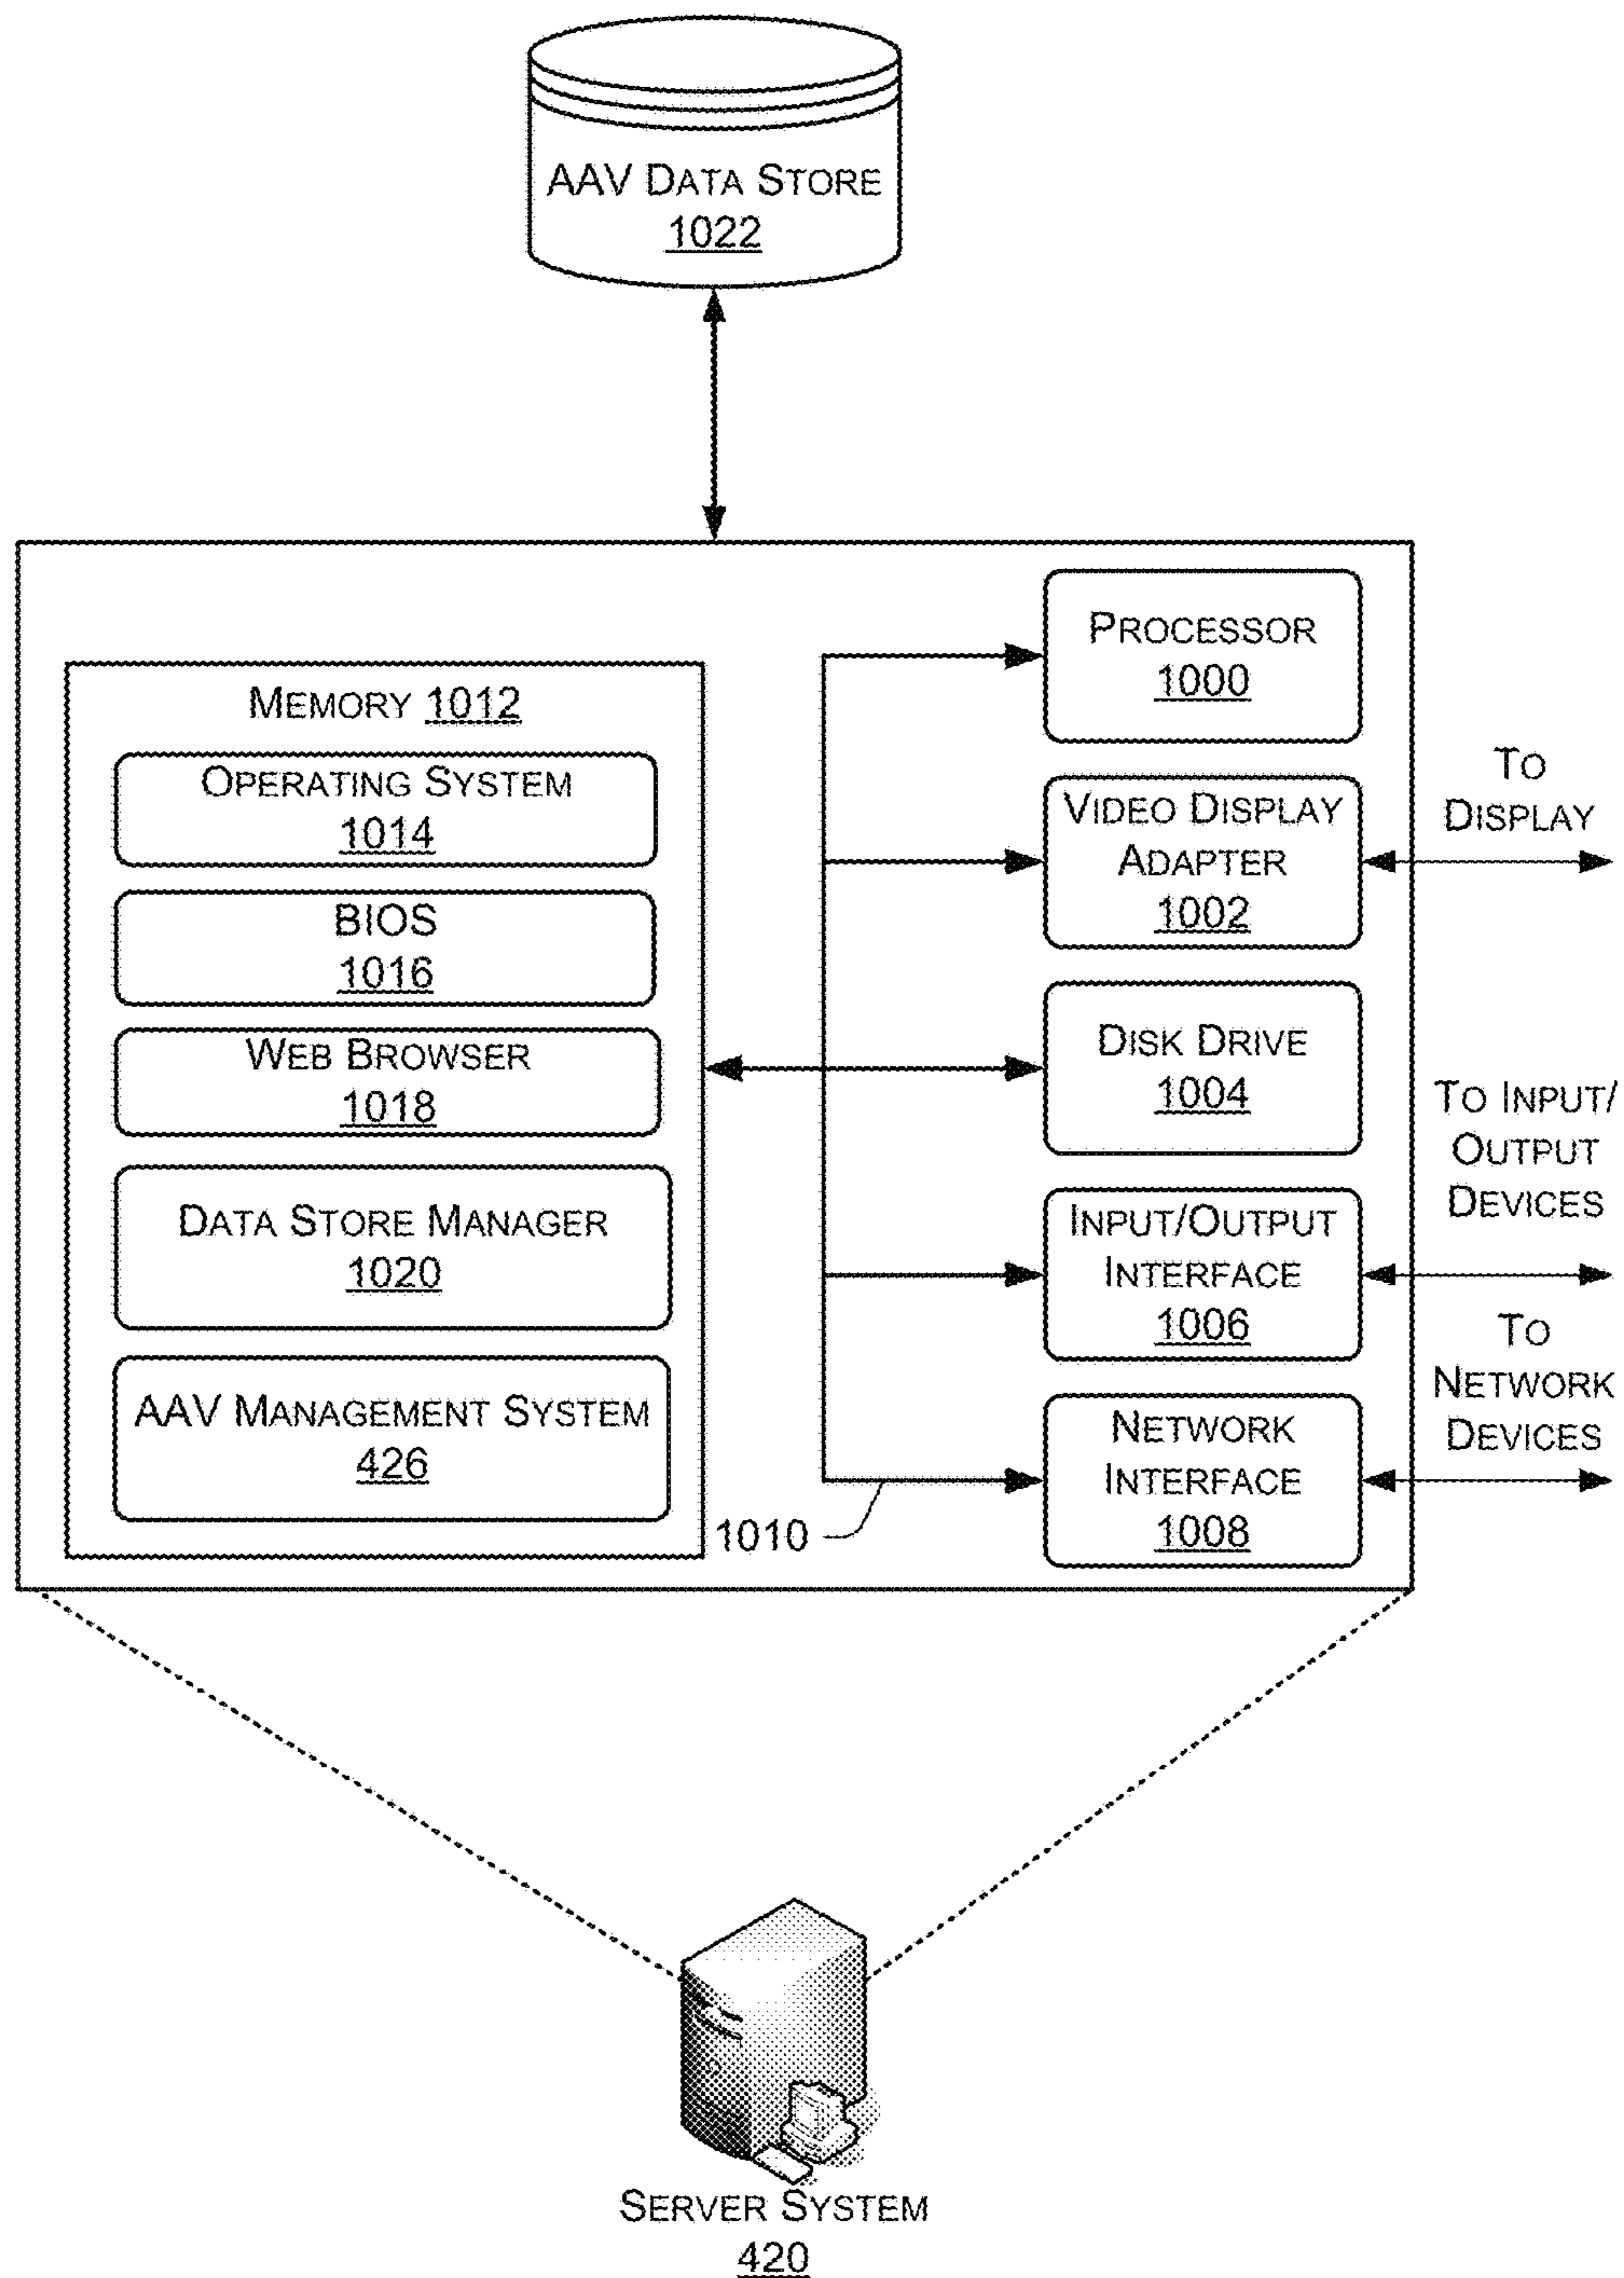 AAV DATA STORE
1022
MEMORY 1012
OPERATING SYSTEM
1014
BIOS
1016
WEB BROWSER
1018
DATA STORE MANAGER
1020
AAV MANAGEMENT SYSTEM
426
PROCESSOR
1000
VIDEO DISPLAY
ADAPTER
1002
DISK DRIVE
1004
INPUT/OUTPUT
INTERFACE
1006
NETWORK
INTERFACE
1008
1010
TO
DISPLAY
TO INPUT/
OUTPUT
DEVICES
TO
NETWORK
DEVICES
SERVER SYSTEM
420